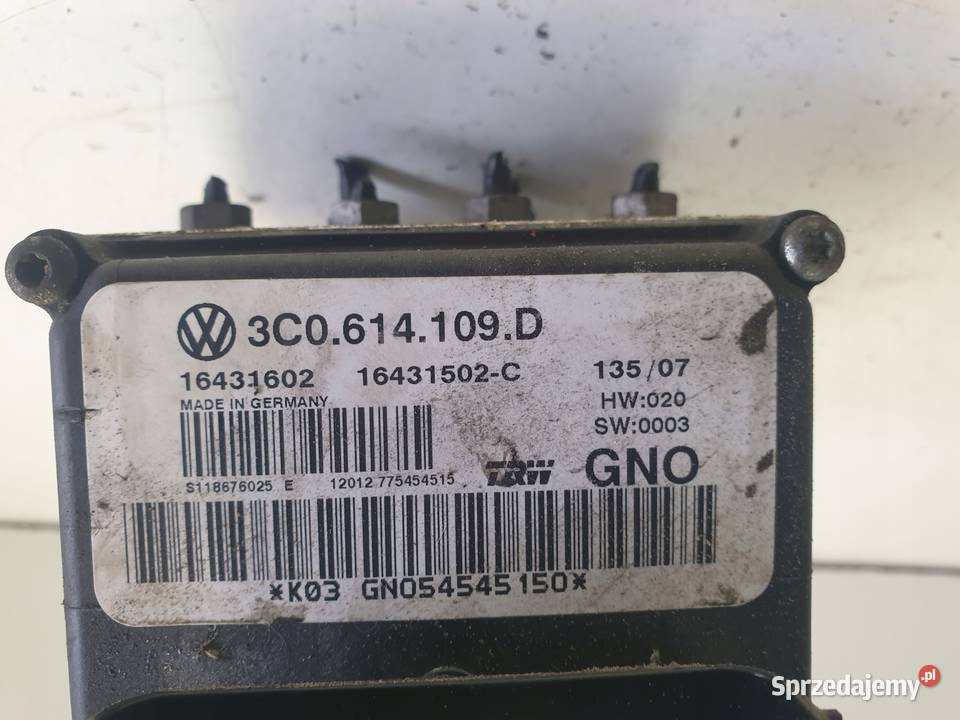 3C0.614.109.D
16431602 16431502-C 135/07
MADE IN GERMANY HW:020
SW:0003
S118676025 E 12012 775454515 TRW GNO
*K03 GNO54545150*
Sprzedajemy.pl